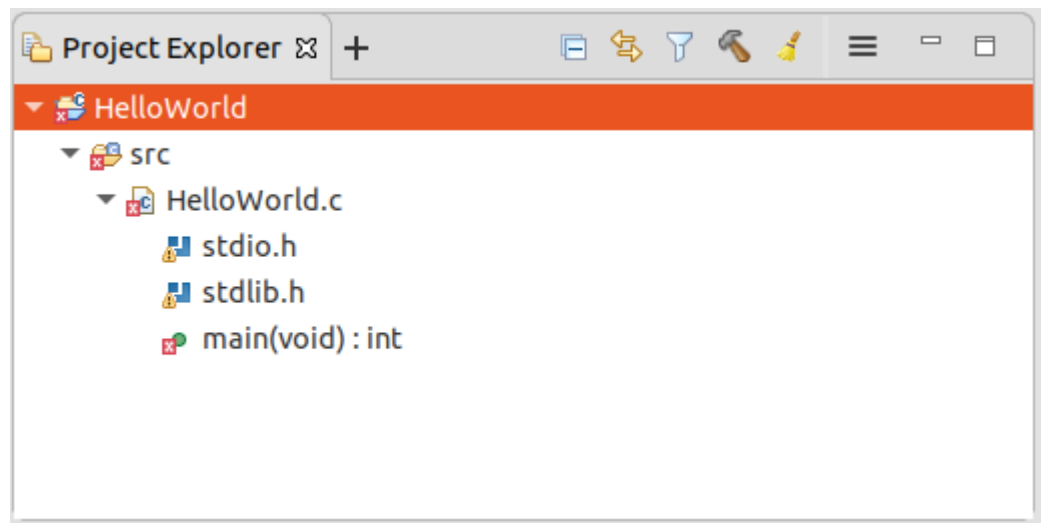 Project Explorer
HelloWorld
src
HelloWorld.c
stdio.h
stdlib.h
main(void) : int